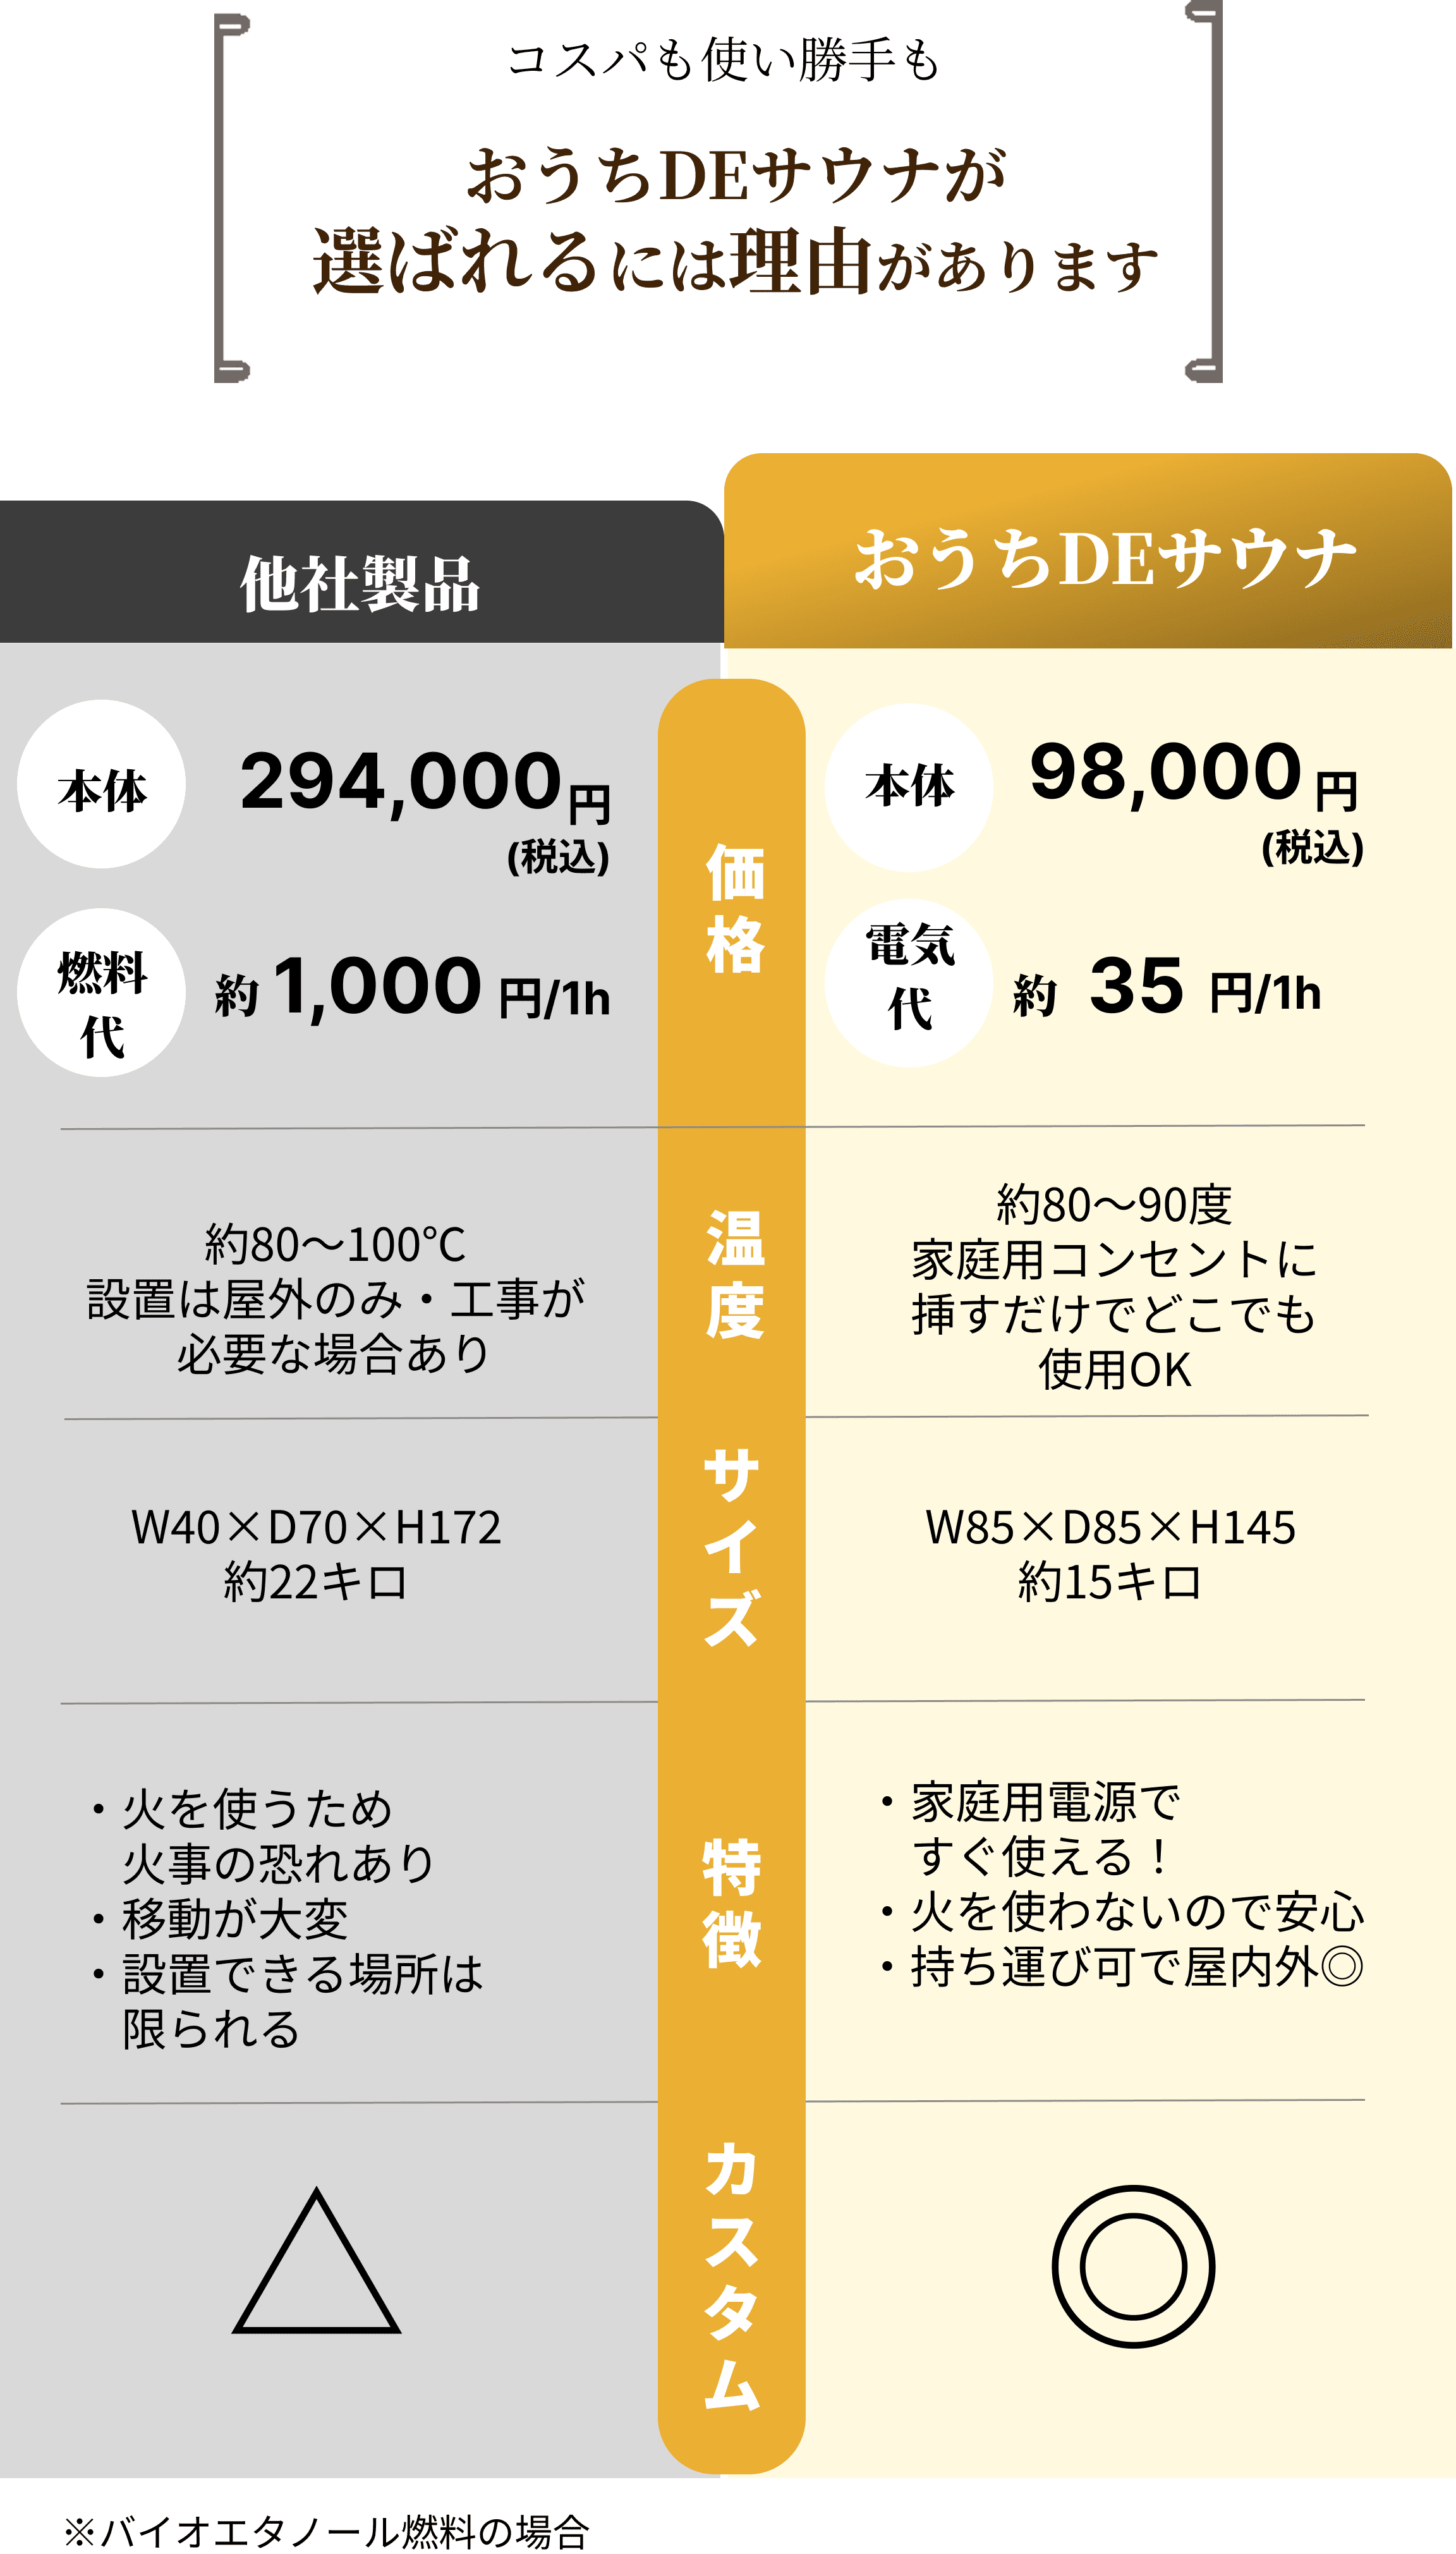 コスパも使い勝手も
おうちDEサウナが
選ばれるには理由があります
他社製品
おうちDEサウナ
価格
本体
294,000円
(税込)
燃料
代
約1,000円/1h
本体
98,000円
(税込)
電気
代
約 35 円/1h
温度
約80〜100℃
設置は屋外のみ・工事が
必要な場合あり
約80〜90度
家庭用コンセントに
挿すだけでどこでも
使用OK
サイズ
W40×D70×H172
約22キロ
W85×D85×H145
約15キロ
特徴
・火を使うため
火事の恐れあり
・移動が大変
・設置できる場所は
限られる
・家庭用電源で
すぐ使える！
・火を使わないので安心
・持ち運び可で屋内外◎
カスタム
△
◎
※バイオエタノール燃料の場合